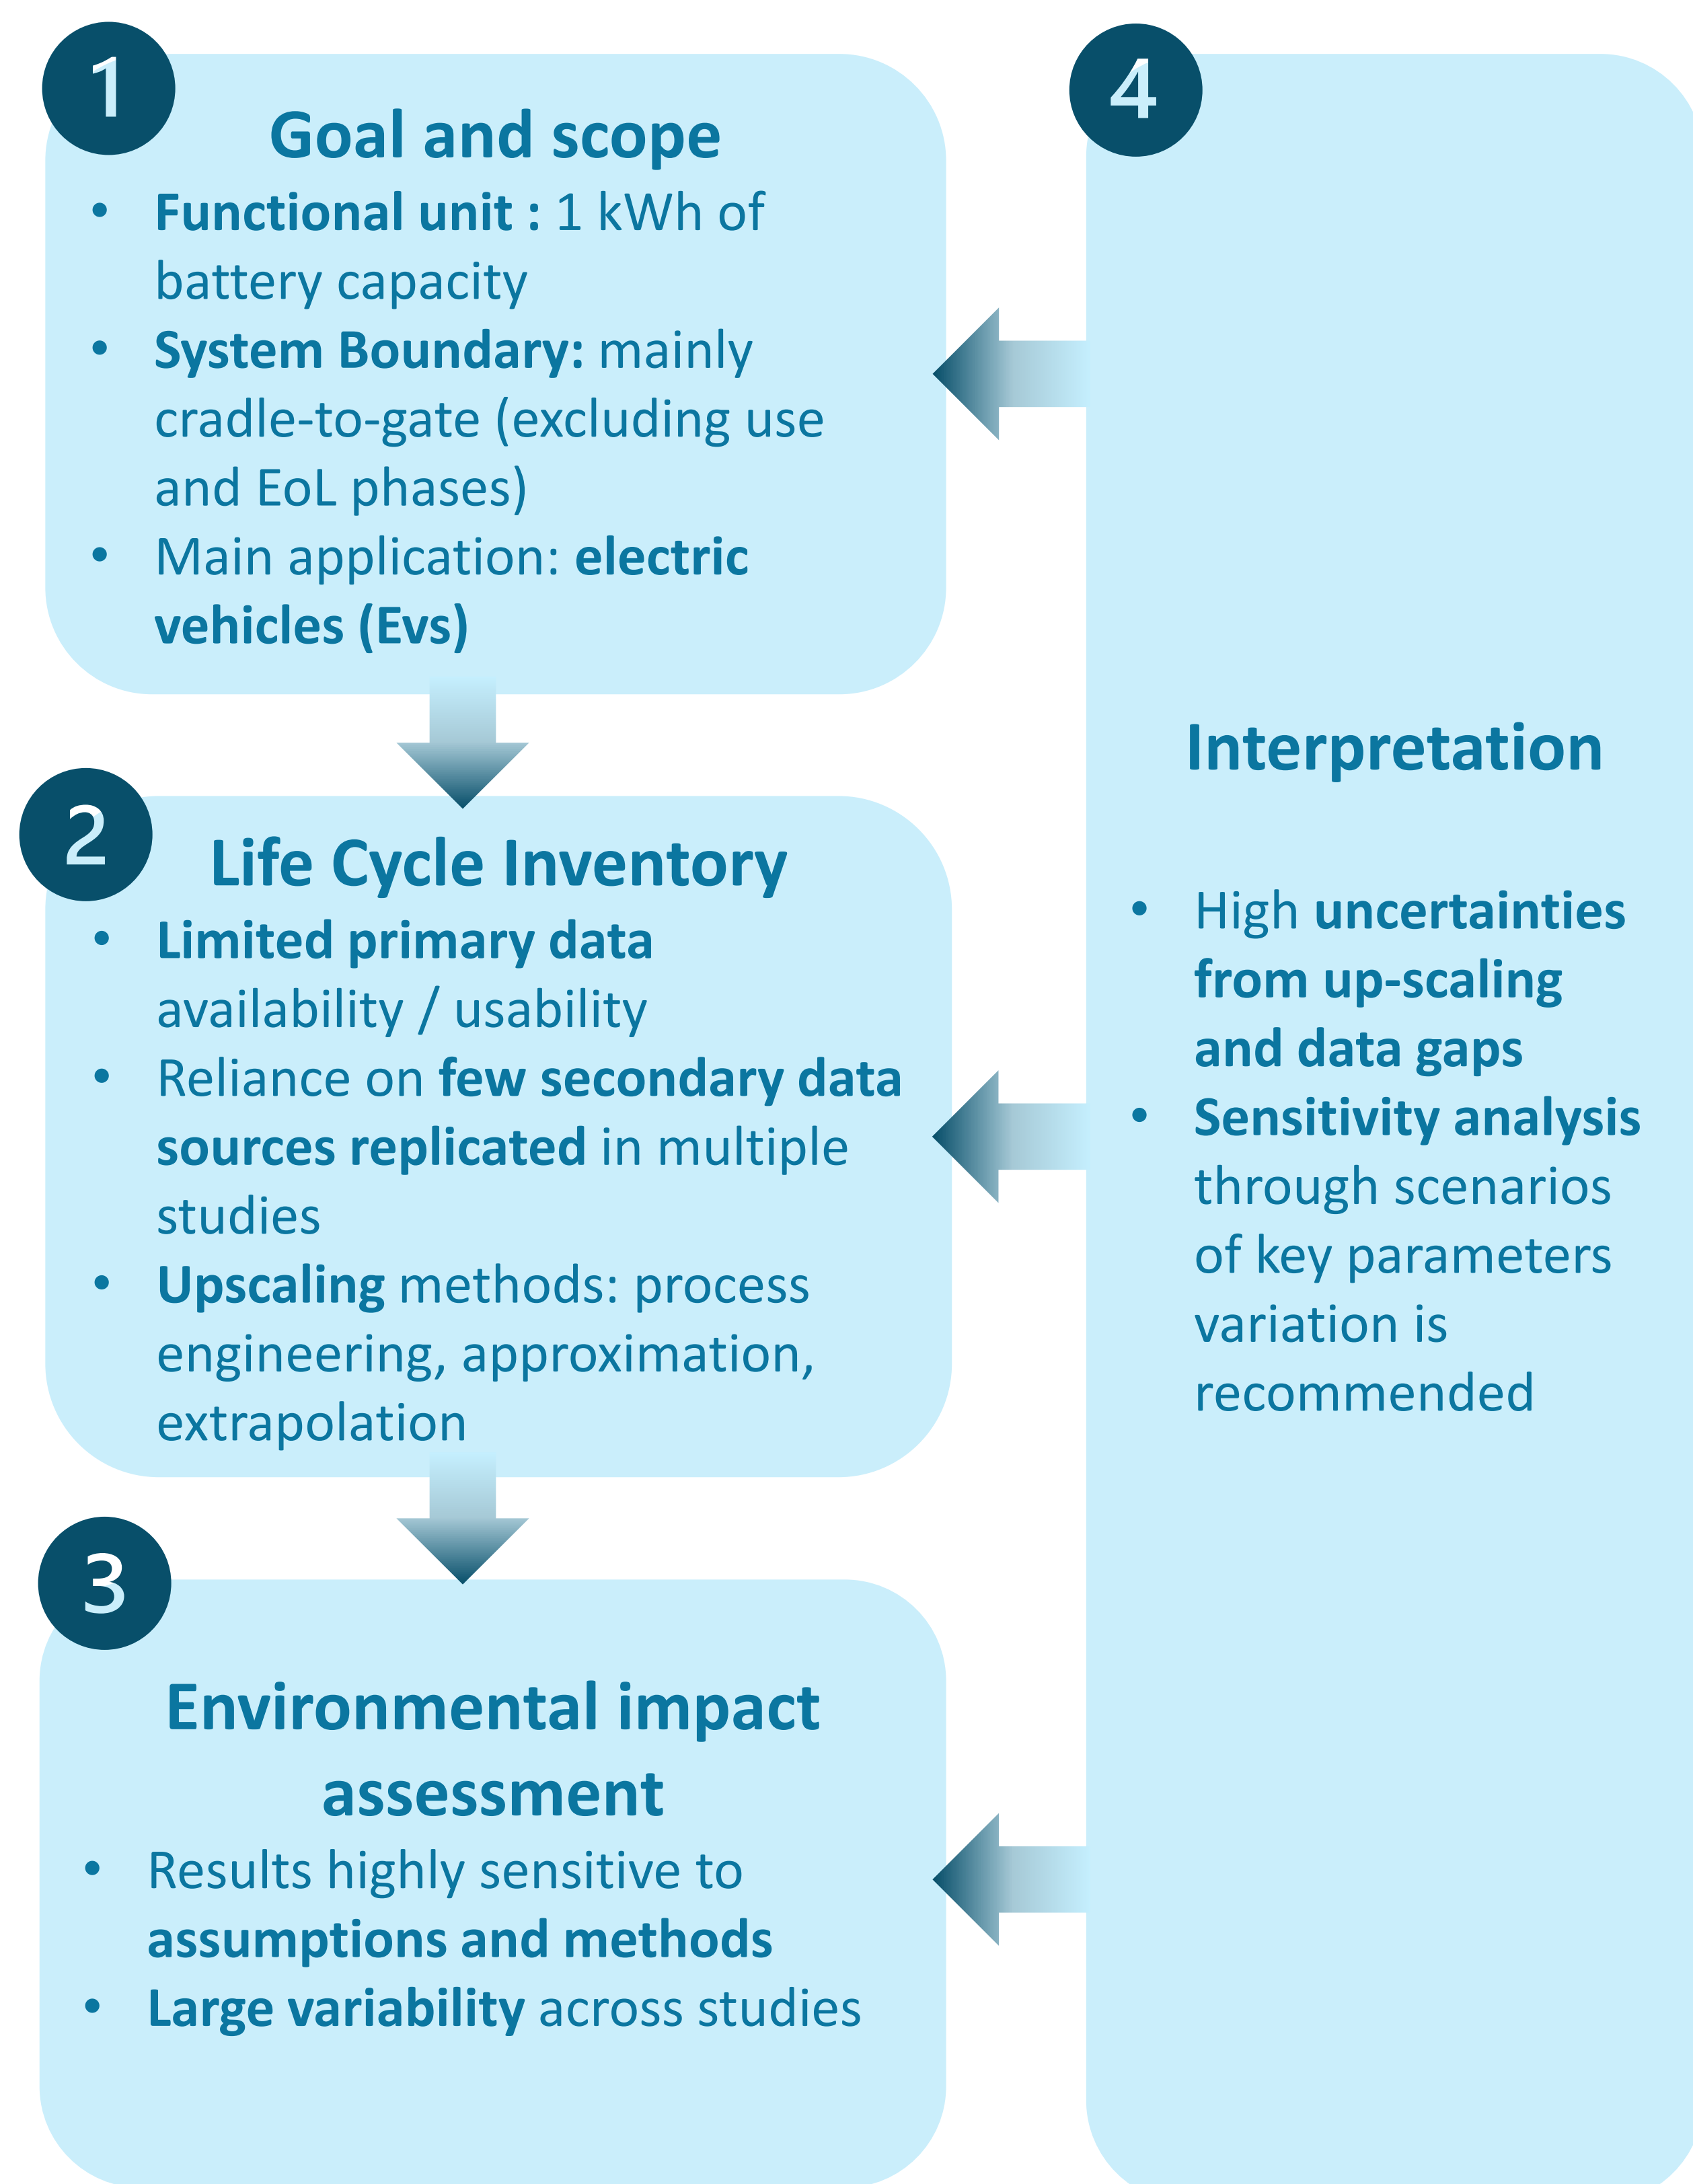 1
Goal and scope
• Functional unit : 1 kWh of
battery capacity
• System Boundary: mainly
cradle-to-gate (excluding use
and EoL phases)
• Main application: electric
vehicles (Evs)
2
Life Cycle Inventory
• Limited primary data
availability / usability
• Reliance on few secondary data
sources replicated in multiple
studies
• Upscaling methods: process
engineering, approximation,
extrapolation
3
Environmental impact
assessment
• Results highly sensitive to
assumptions and methods
• Large variability across studies
4
Interpretation
• High uncertainties
from up-scaling
and data gaps
• Sensitivity analysis
through scenarios
of key parameters
variation is
recommended